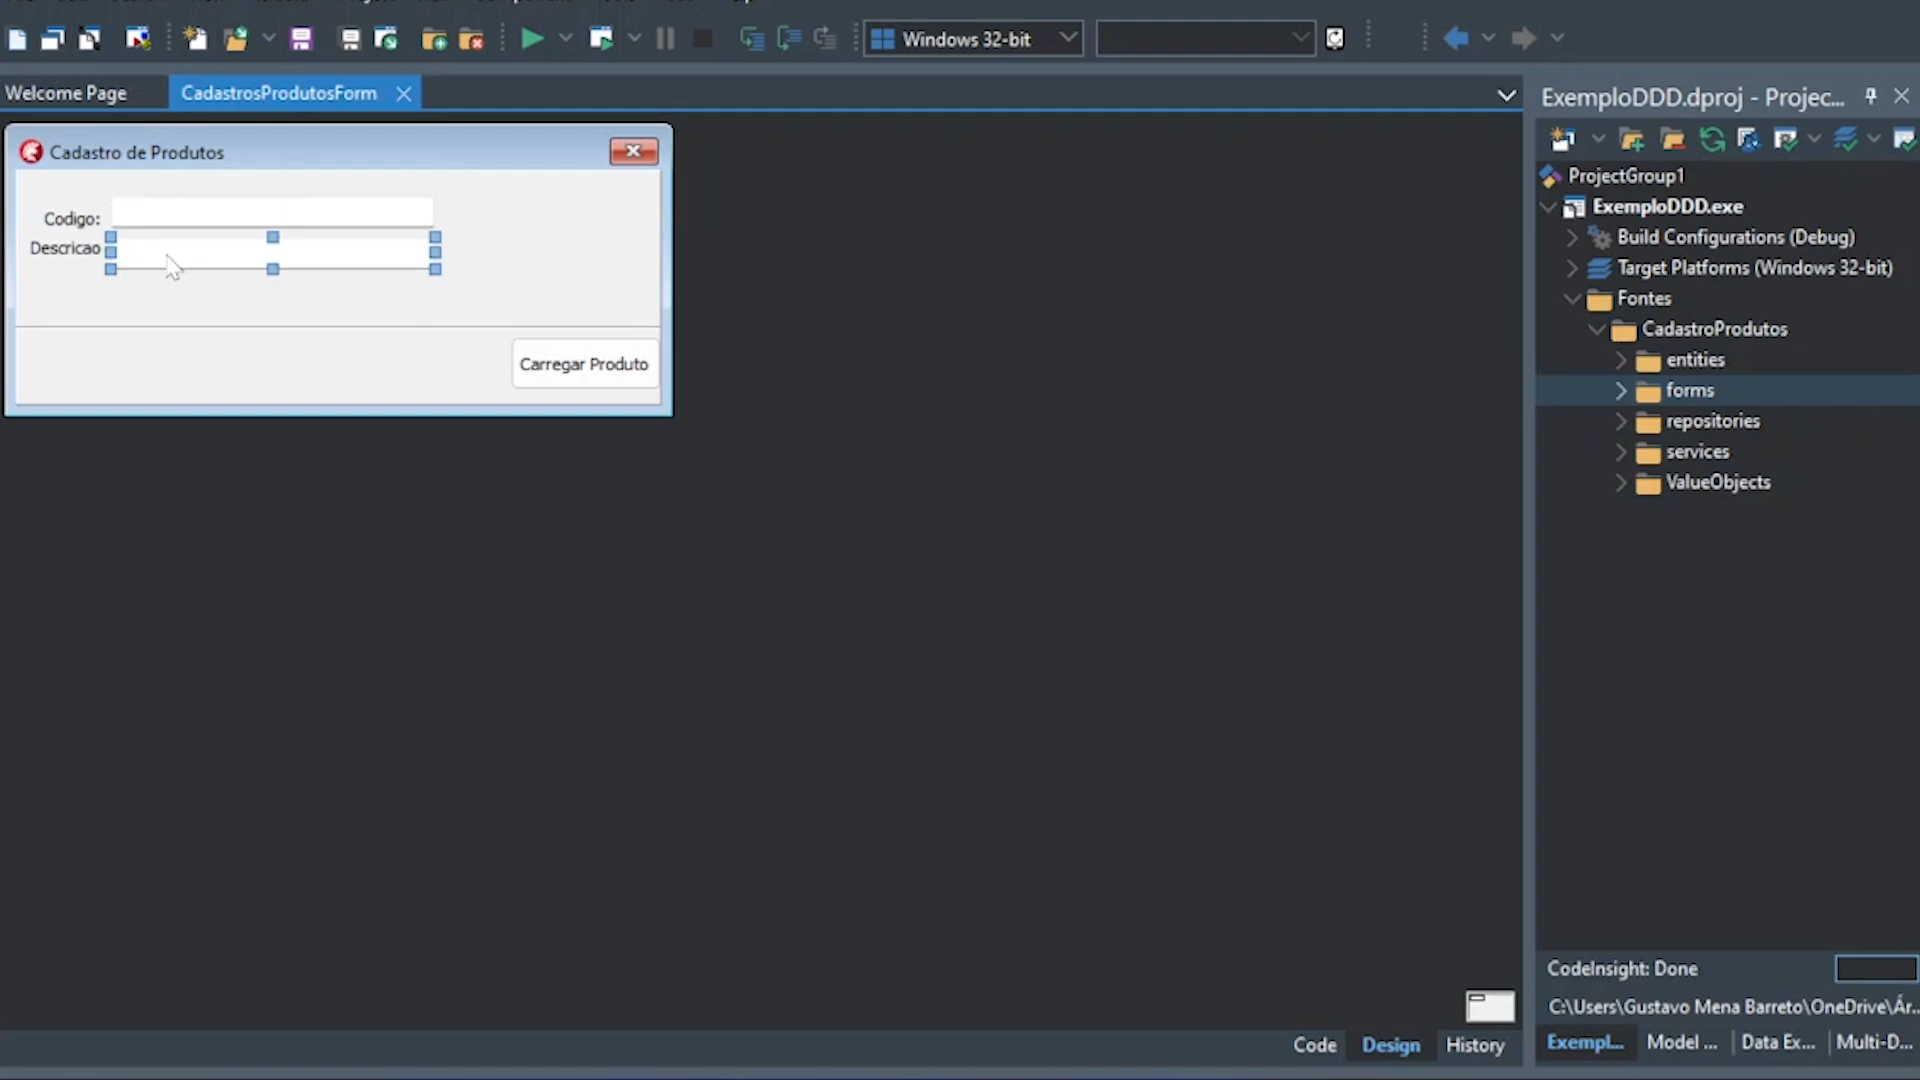 Windows 32-bit
Welcome Page
CadastrosProdutosForm
ExemploDDD.dproj - Projec...
Cadastro de Produtos
Codigo:
Descricao
Carregar Produto
ProjectGroup1
ExemploDDD.exe
Build Configurations (Debug)
Target Platforms (Windows 32-bit)
Fontes
CadastroProdutos
entities
forms
repositories
services
ValueObjects
CodeInsight: Done
C:\Users\Gustavo Mena Barreto\OneDrive\Ár...
Code
Design
History
Exempl...
Model ...
Data Ex...
Multi-D...